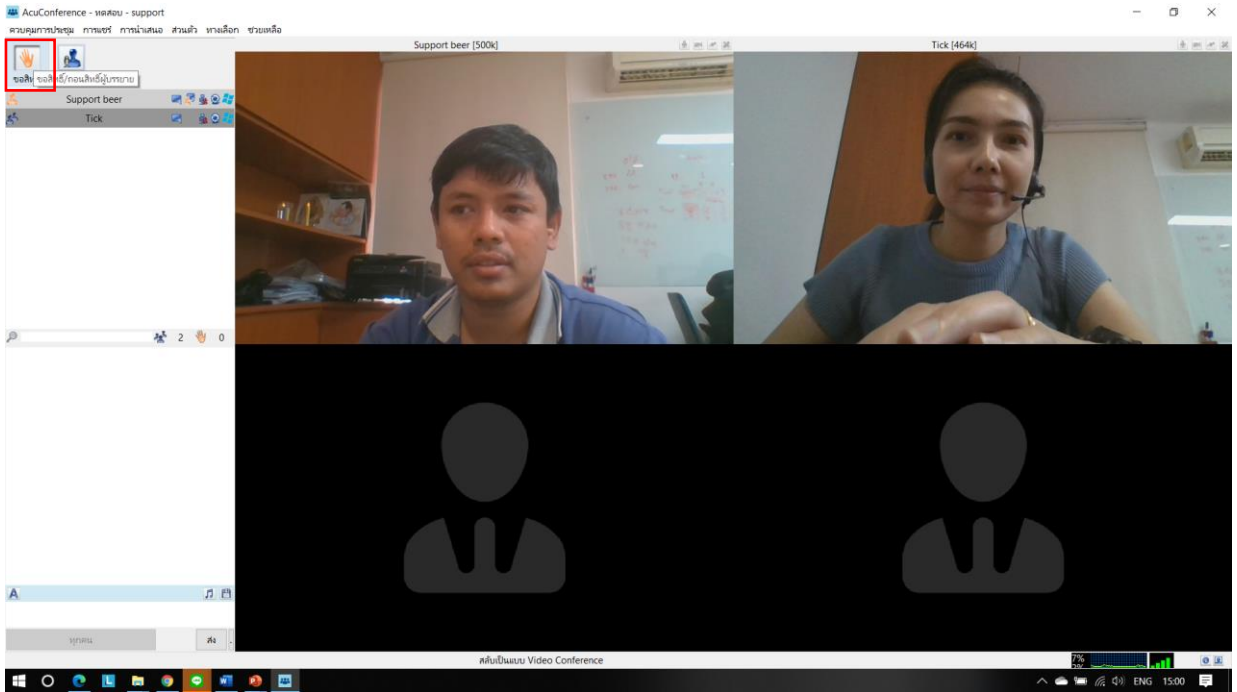 AcuConference - ทดสอบ - support
ควบคุมการประชุม การแชร์ การนำเสนอ ส่วนตัว ทางเลือก ช่วยเหลือ
Support beer [500k]
Tick [464k]
ขอสิทธิ์/ถอนสิทธิ์ผู้บรรยาย
Support beer
Tick
2
0
A
ทุกคน
ส่ง
สลับเป็นแบบ Video Conference
7%
ENG 15:00